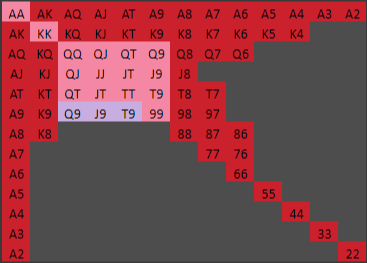 AA AK AQ AJ AT A9 A8 A7 A6 A5 A4 A3 A2
AK KK KQ KJ KT K9 K8 K7 K6 K5 K4
AQ KQ QQ QJ QT Q9 Q8 Q7 Q6
AJ KJ QJ JJ JT J9 J8
AT KT QT JT TT T9 T8 T7
A9 K9 Q9 J9 T9 99 98 97
A8 K8 88 87 86
A7 77 76
A6 66
A5 55
A4 44
A3 33
A2 22